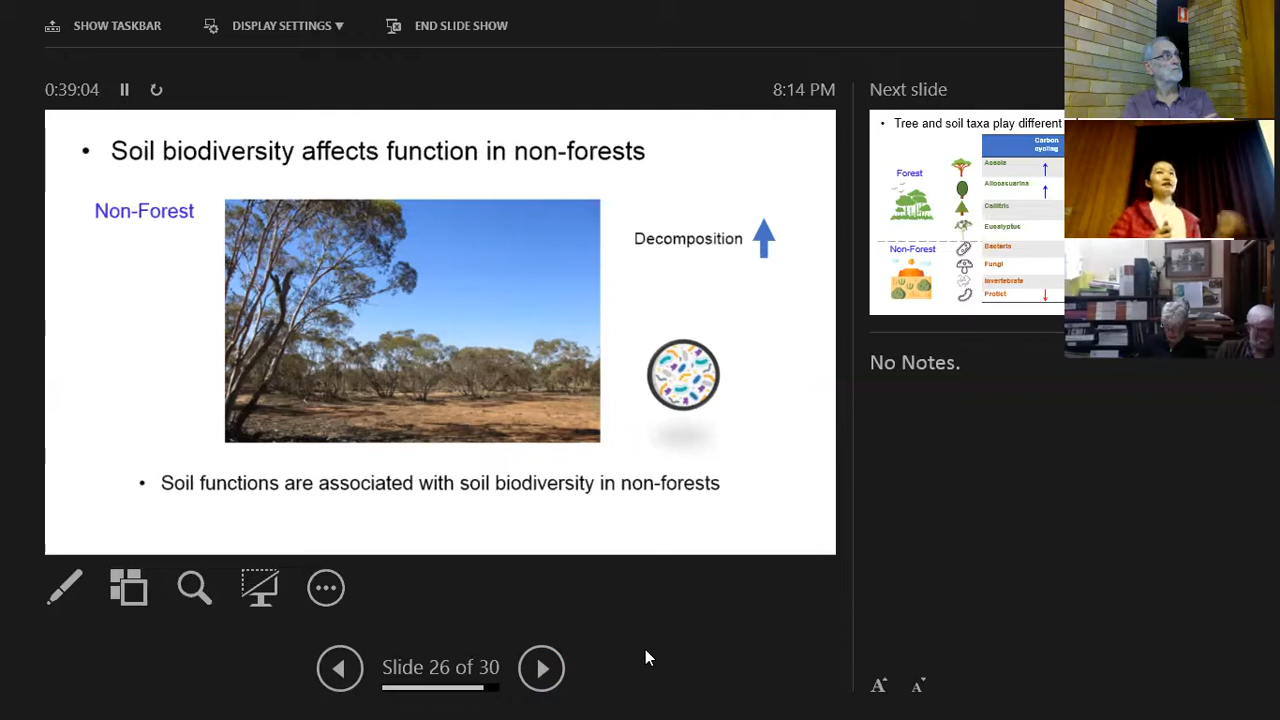 SHOW TASKBAR
DISPLAY SETTINGS ▼
END SLIDE SHOW
0:39:04
8:14 PM
• Soil biodiversity affects function in non-forests
Non-Forest
Decomposition
• Soil functions are associated with soil biodiversity in non-forests
Slide 26 of 30
Next slide
• Tree and soil taxa play different
Carbon
cycling
Forest
Acacia
Allocasuarina
Callitris
Eucalyptus
Non-Forest
Bacteria
Fungi
Invertebrate
Protist
No Notes.
A A